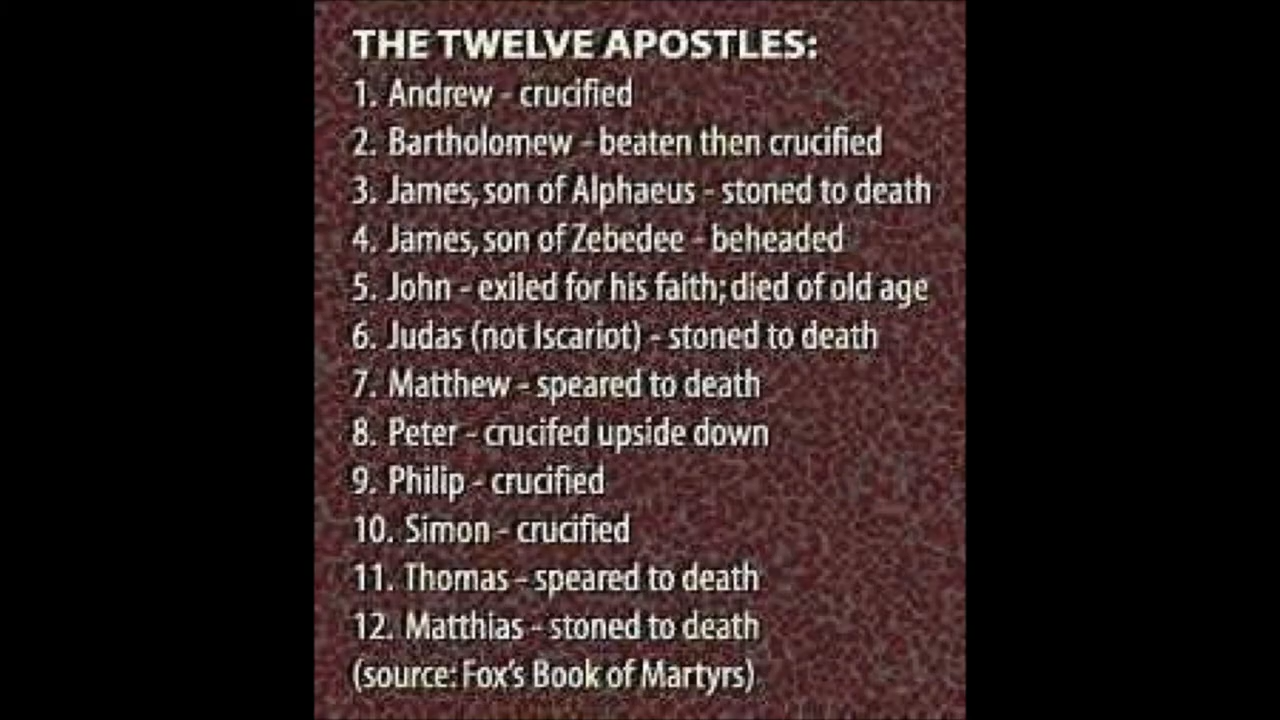 THE TWELVE APOSTLES:
1. Andrew - crucified
2. Bartholomew - beaten then crucified
3. James, son of Alphaeus - stoned to death
4. James, son of Zebedee - beheaded
5. John - exiled for his faith; died of old age
6. Judas (not Iscariot) - stoned to death
7. Matthew - speared to death
8. Peter - crucifed upside down
9. Philip - crucified
10. Simon - crucified
11. Thomas - speared to death
12. Matthias - stoned to death
(source: Fox's Book of Martyrs)